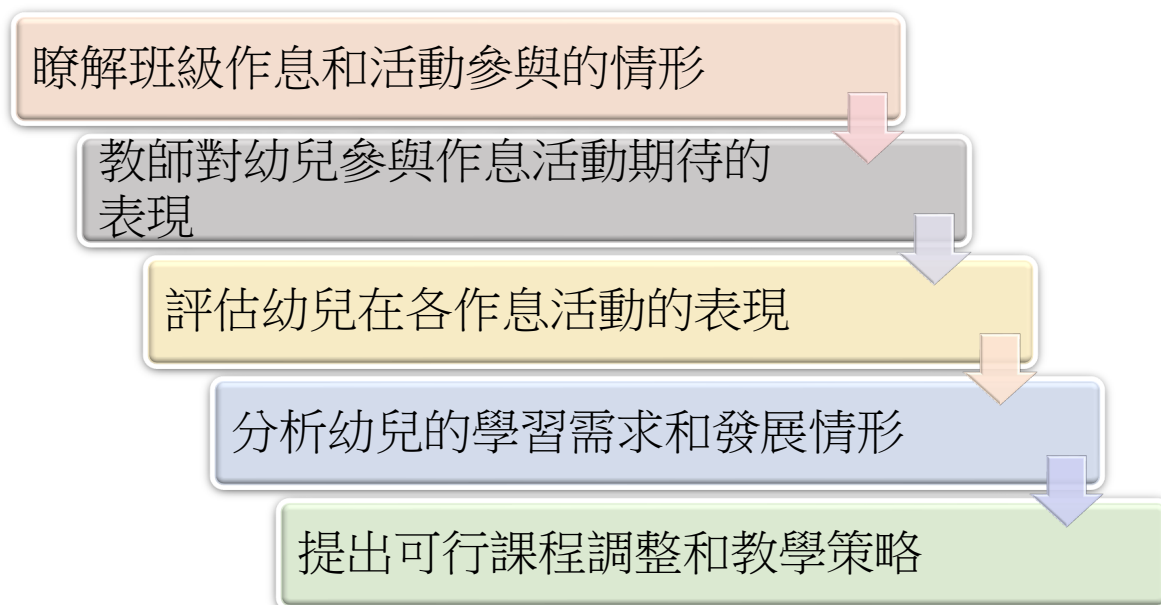 瞭解班級作息和活動參與的情形
教師對幼兒參與作息活動期待的
表現
評估幼兒在各作息活動的表現
分析幼兒的學習需求和發展情形
提出可行課程調整和教學策略